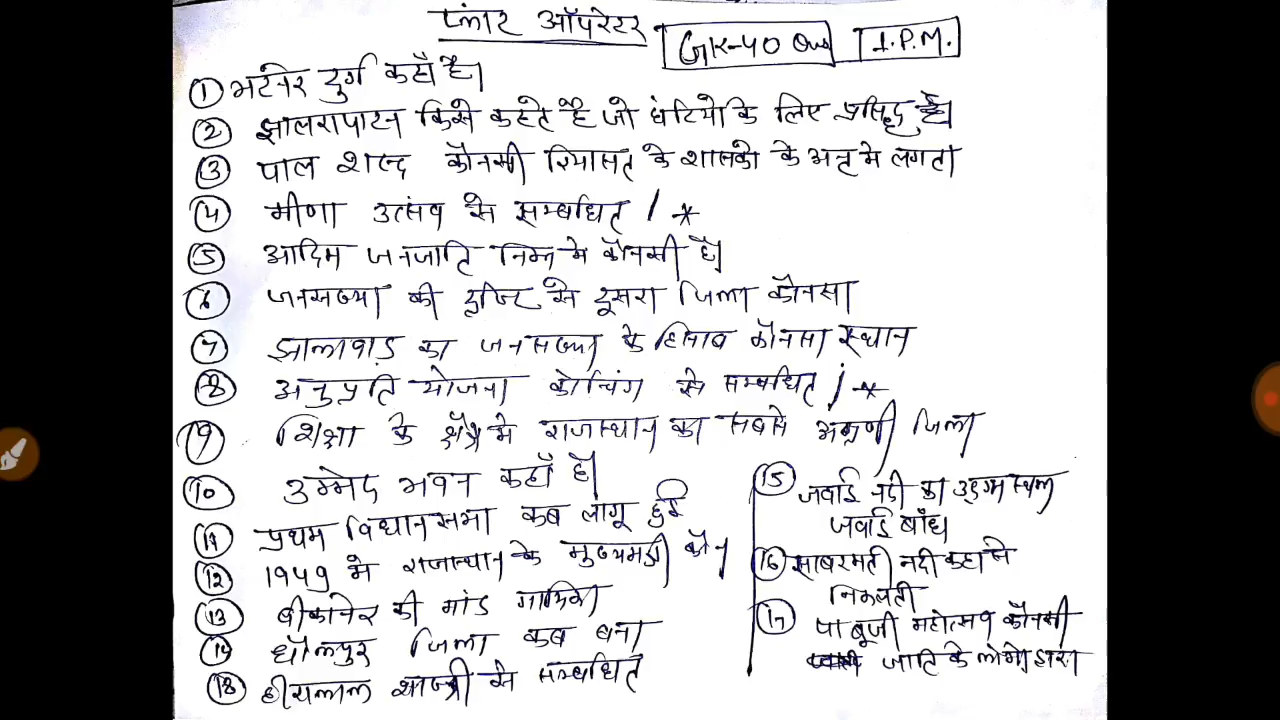 प्लांट ऑपरेटर GK-40 Que 1.P.M.
① भटनेर दुर्ग कहाँ है।
② झालरापाटन किसे कहते है जो घंटियो के लिए प्रसिद्ध है।
③ पाल शब्द कौनसी रियासत के शासको के अन्त मे लगता
④ मीणा उत्सव से सम्बधित / *
⑤ आदिम जनजाति निम्न मे कौनसी है।
⑥ जनसख्या की दृष्टि से दूसरा जिला कौनसा
⑦ झालावाड़ का जनसख्या के हिसाब कौनसा स्थान
⑧ अनुप्रति योजना कोचिंग से सम्बधित / *
⑨ शिक्षा के क्षैत्र मे राजस्थान का सबसे अग्रणी जिला
⑩ उम्मेद भवन कहाँ है।
⑪ प्रथम विधानसभा कब लागू हुई
⑫ 1949 मे राजस्थान के मुख्यमत्री कौन
⑬ बीकानेर की मांड गायिका
⑭ धौलपुर जिला कब बना
⑱ हीरालाल शास्त्री से सम्बधित
⑮ जवाई नदी का उद्गम स्थल
जवाई बाँध
⑯ साबरमती नदी कहा से
निकलती
⑰ पाबूजी महोत्सव कौनसी
जाति के लोगो द्वारा